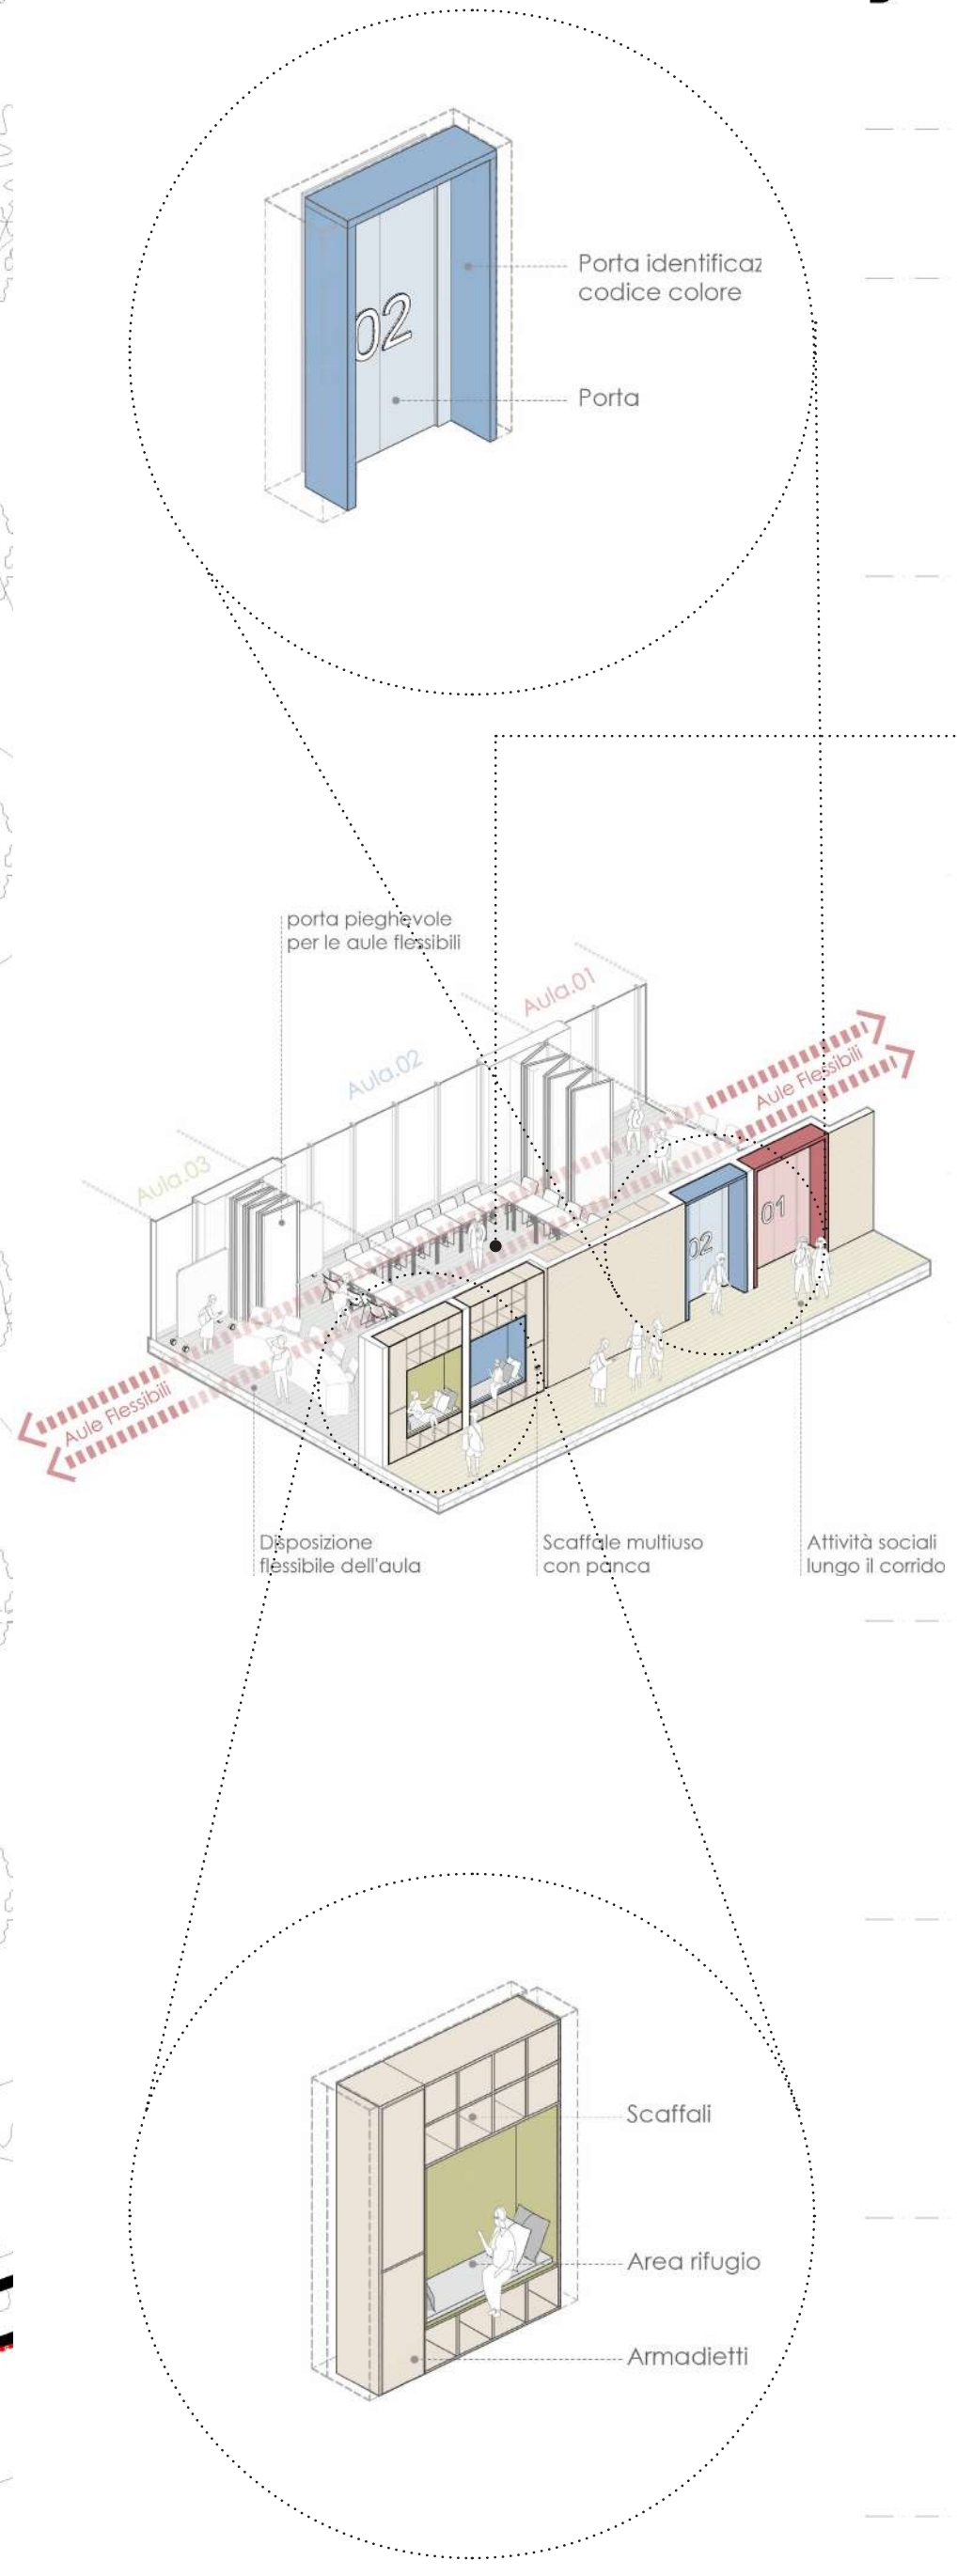 02
Porta identificaz
codice colore
Porta
porta pieghevole
per le aule flessibili
Aula.01
Aula.02
Aula.03
Aule Flessibili
01
02
Aule Flessibili
Disposizione
flessibile dell'aula
Scaffale multiuso
con panca
Attività sociali
lungo il corrido
Scaffali
Area rifugio
Armadietti